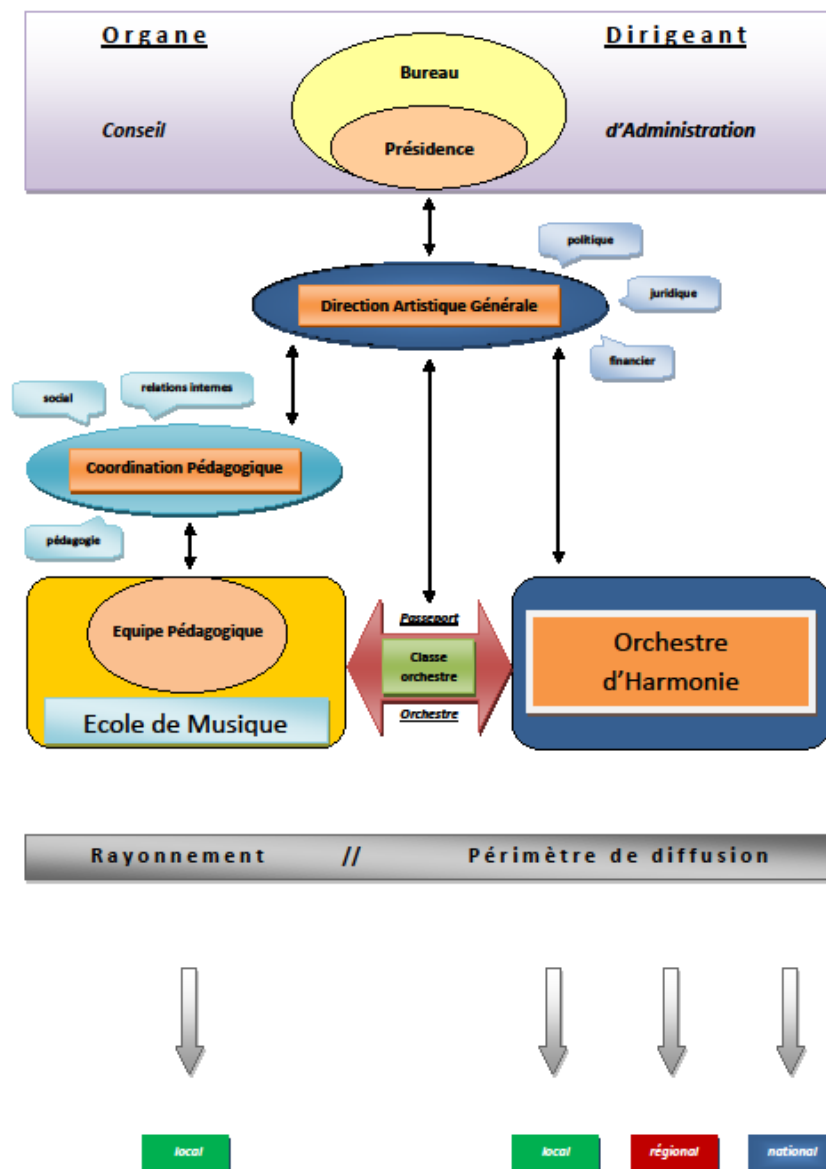 Organe Dirigeant
Bureau
Conseil d'Administration
Présidence
politique
Direction Artistique Générale
juridique
financier
relations internes
social
Coordination Pédagogique
pédagogie
Equipe Pédagogique
Ecole de Musique
Passeport
Classe
orchestre
Orchestre
Orchestre
d'Harmonie
Rayonnement // Périmètre de diffusion
local
local
régional
national